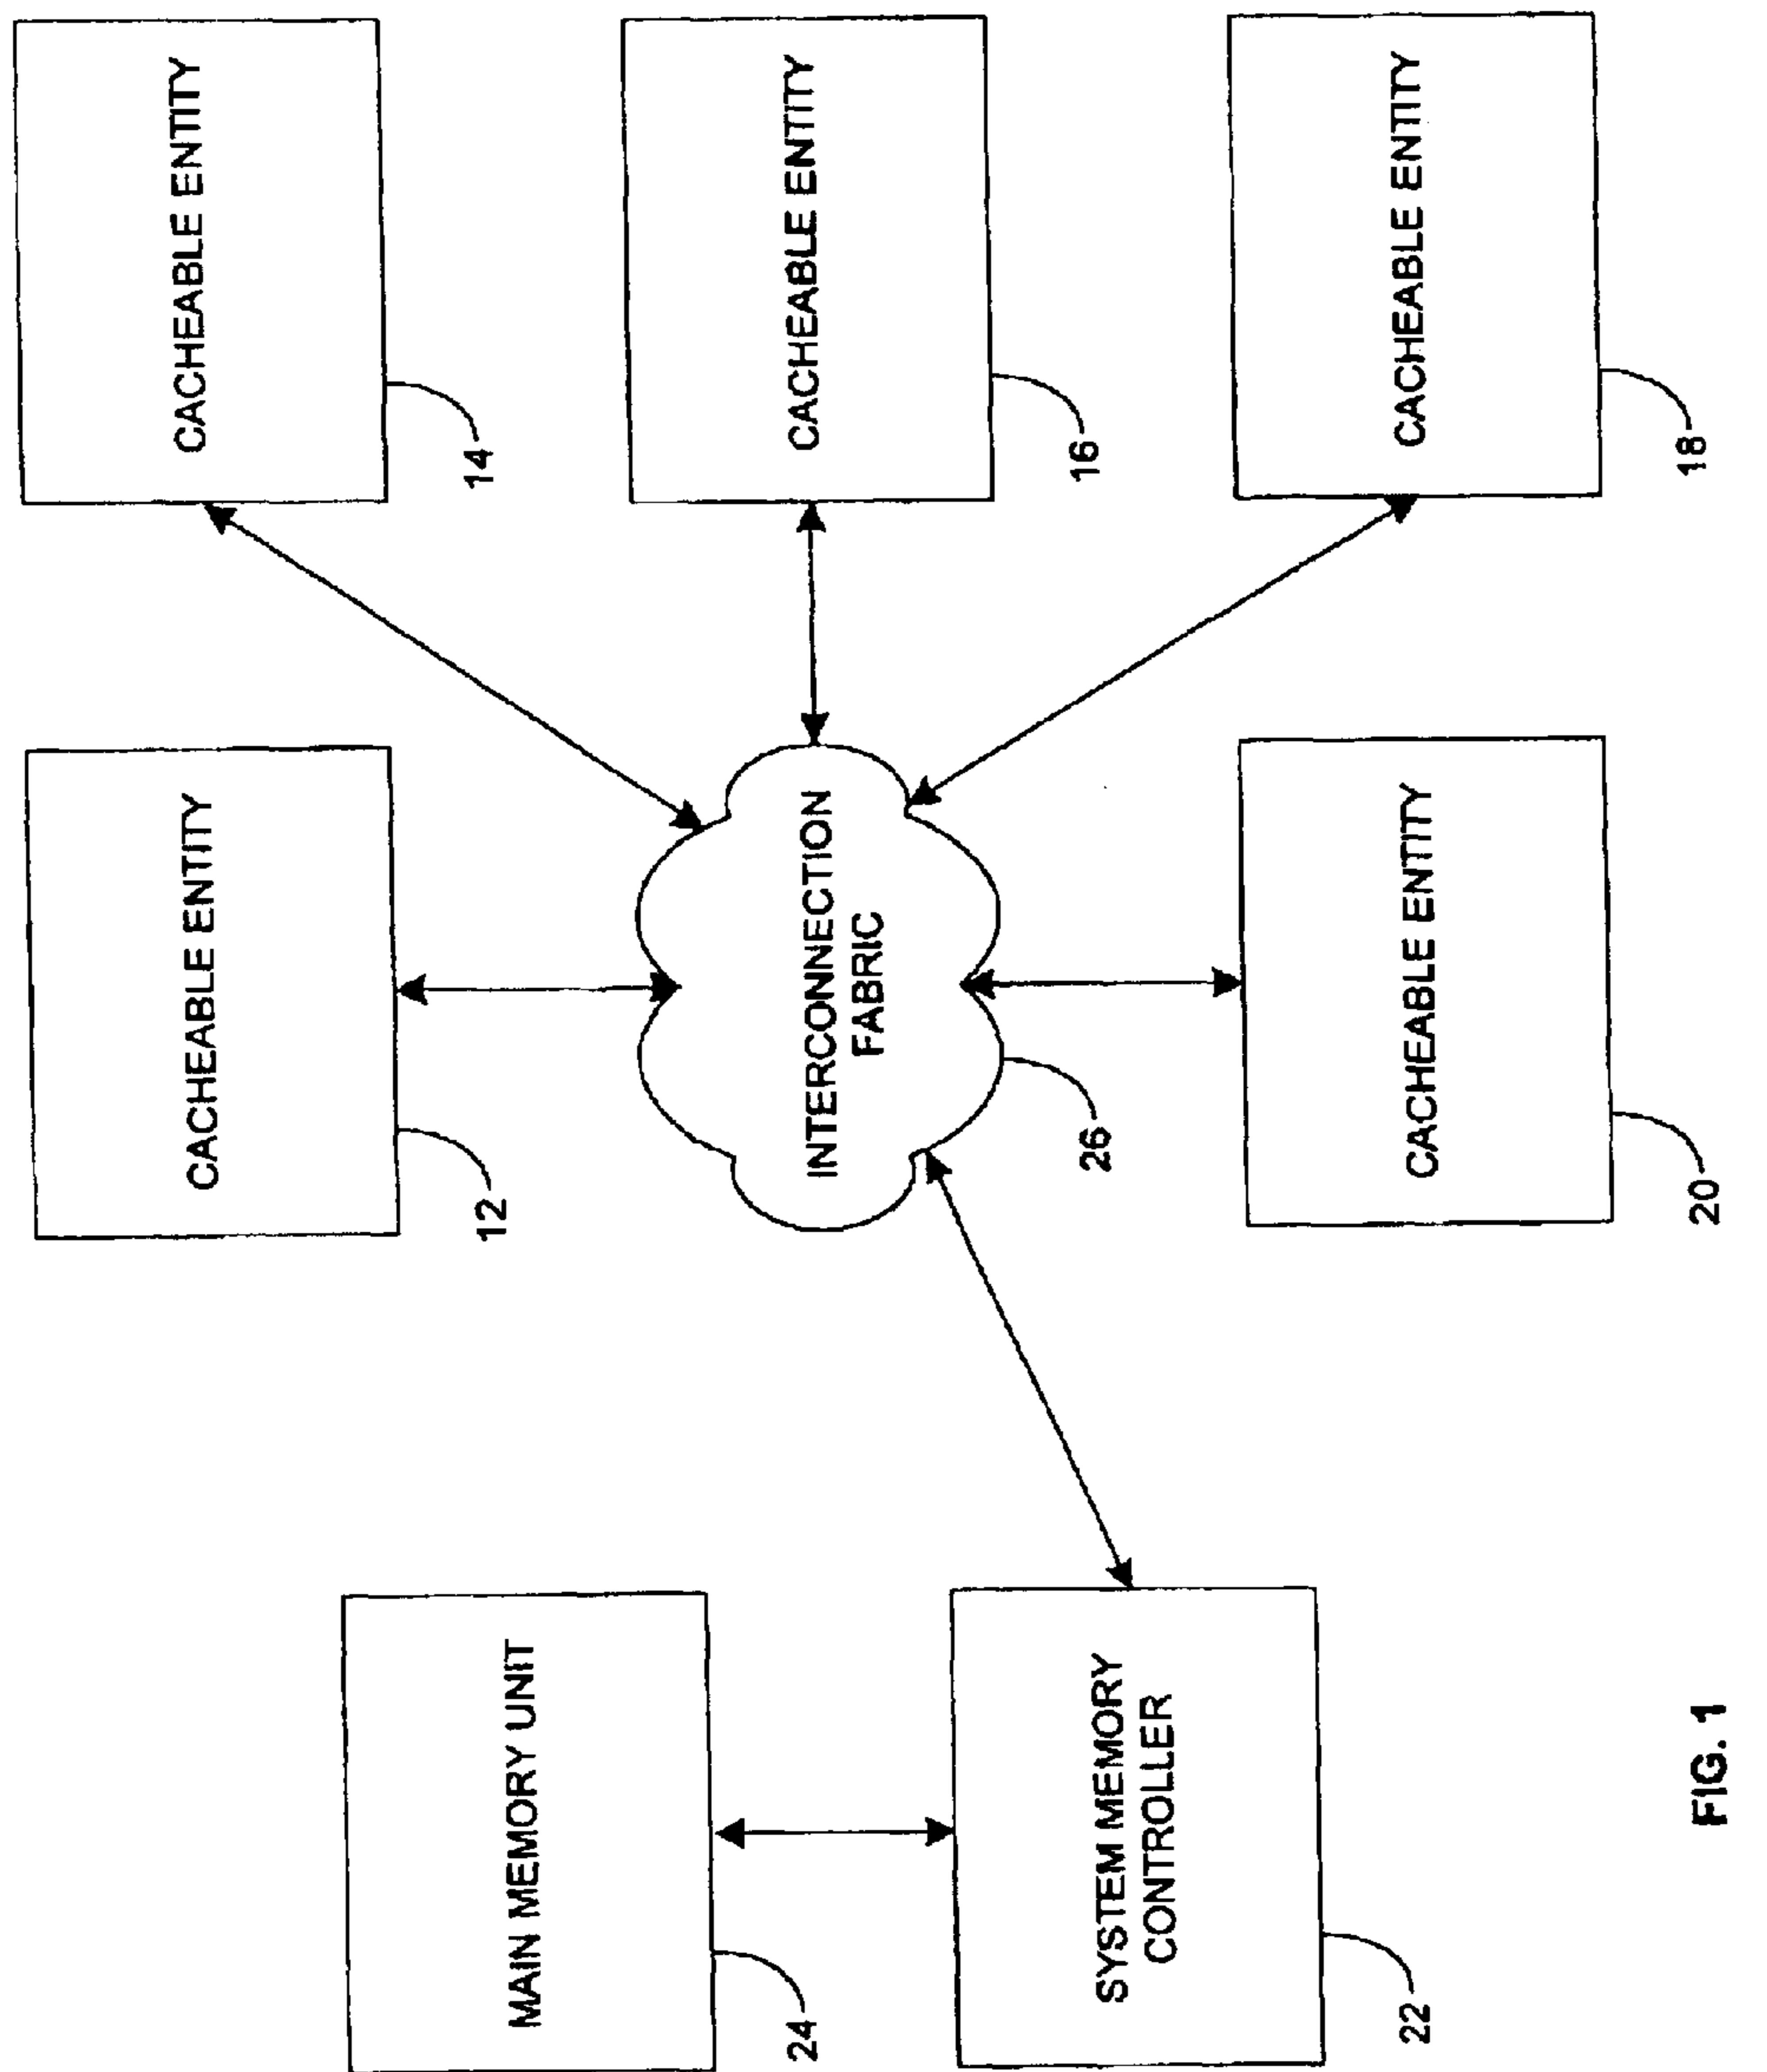 MAIN MEMORY UNIT
24
SYSTEM MEMORY
CONTROLLER
22
CACHEABLE ENTITY
12
INTERCONNECTION
FABRIC
26
CACHEABLE ENTITY
20
CACHEABLE ENTITY
14
CACHEABLE ENTITY
16
CACHEABLE ENTITY
18
FIG. 1